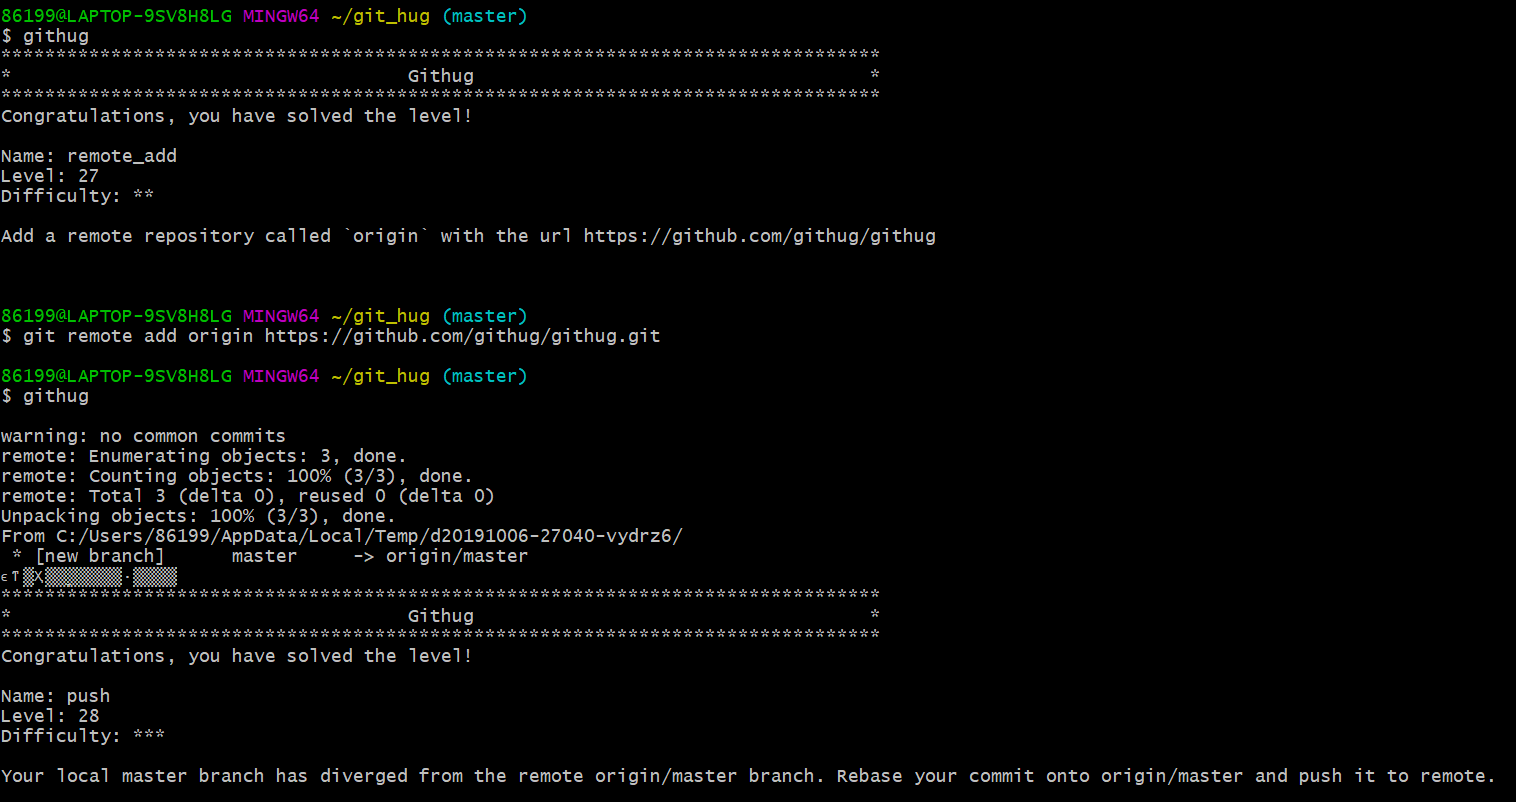 86199@LAPTOP-9SV8H8LG MINGW64 ~/git_hug (master)
$ githug
********************************************************************************
*                                    Githug                                    *
********************************************************************************
Congratulations, you have solved the level!
Name: remote_add
Level: 27
Difficulty: **
Add a remote repository called `origin` with the url https://github.com/githug/githug
86199@LAPTOP-9SV8H8LG MINGW64 ~/git_hug (master)
$ git remote add origin https://github.com/githug/githug.git
86199@LAPTOP-9SV8H8LG MINGW64 ~/git_hug (master)
$ githug
warning: no common commits
remote: Enumerating objects: 3, done.
remote: Counting objects: 100% (3/3), done.
remote: Total 3 (delta 0), reused 0 (delta 0)
Unpacking objects: 100% (3/3), done.
From C:/Users/86199/AppData/Local/Temp/d20191006-27040-vydrz6/
 * [new branch]      master     -> origin/master
********************************************************************************
*                                    Githug                                    *
********************************************************************************
Congratulations, you have solved the level!
Name: push
Level: 28
Difficulty: ***
Your local master branch has diverged from the remote origin/master branch. Rebase your commit onto origin/master and push it to remote.